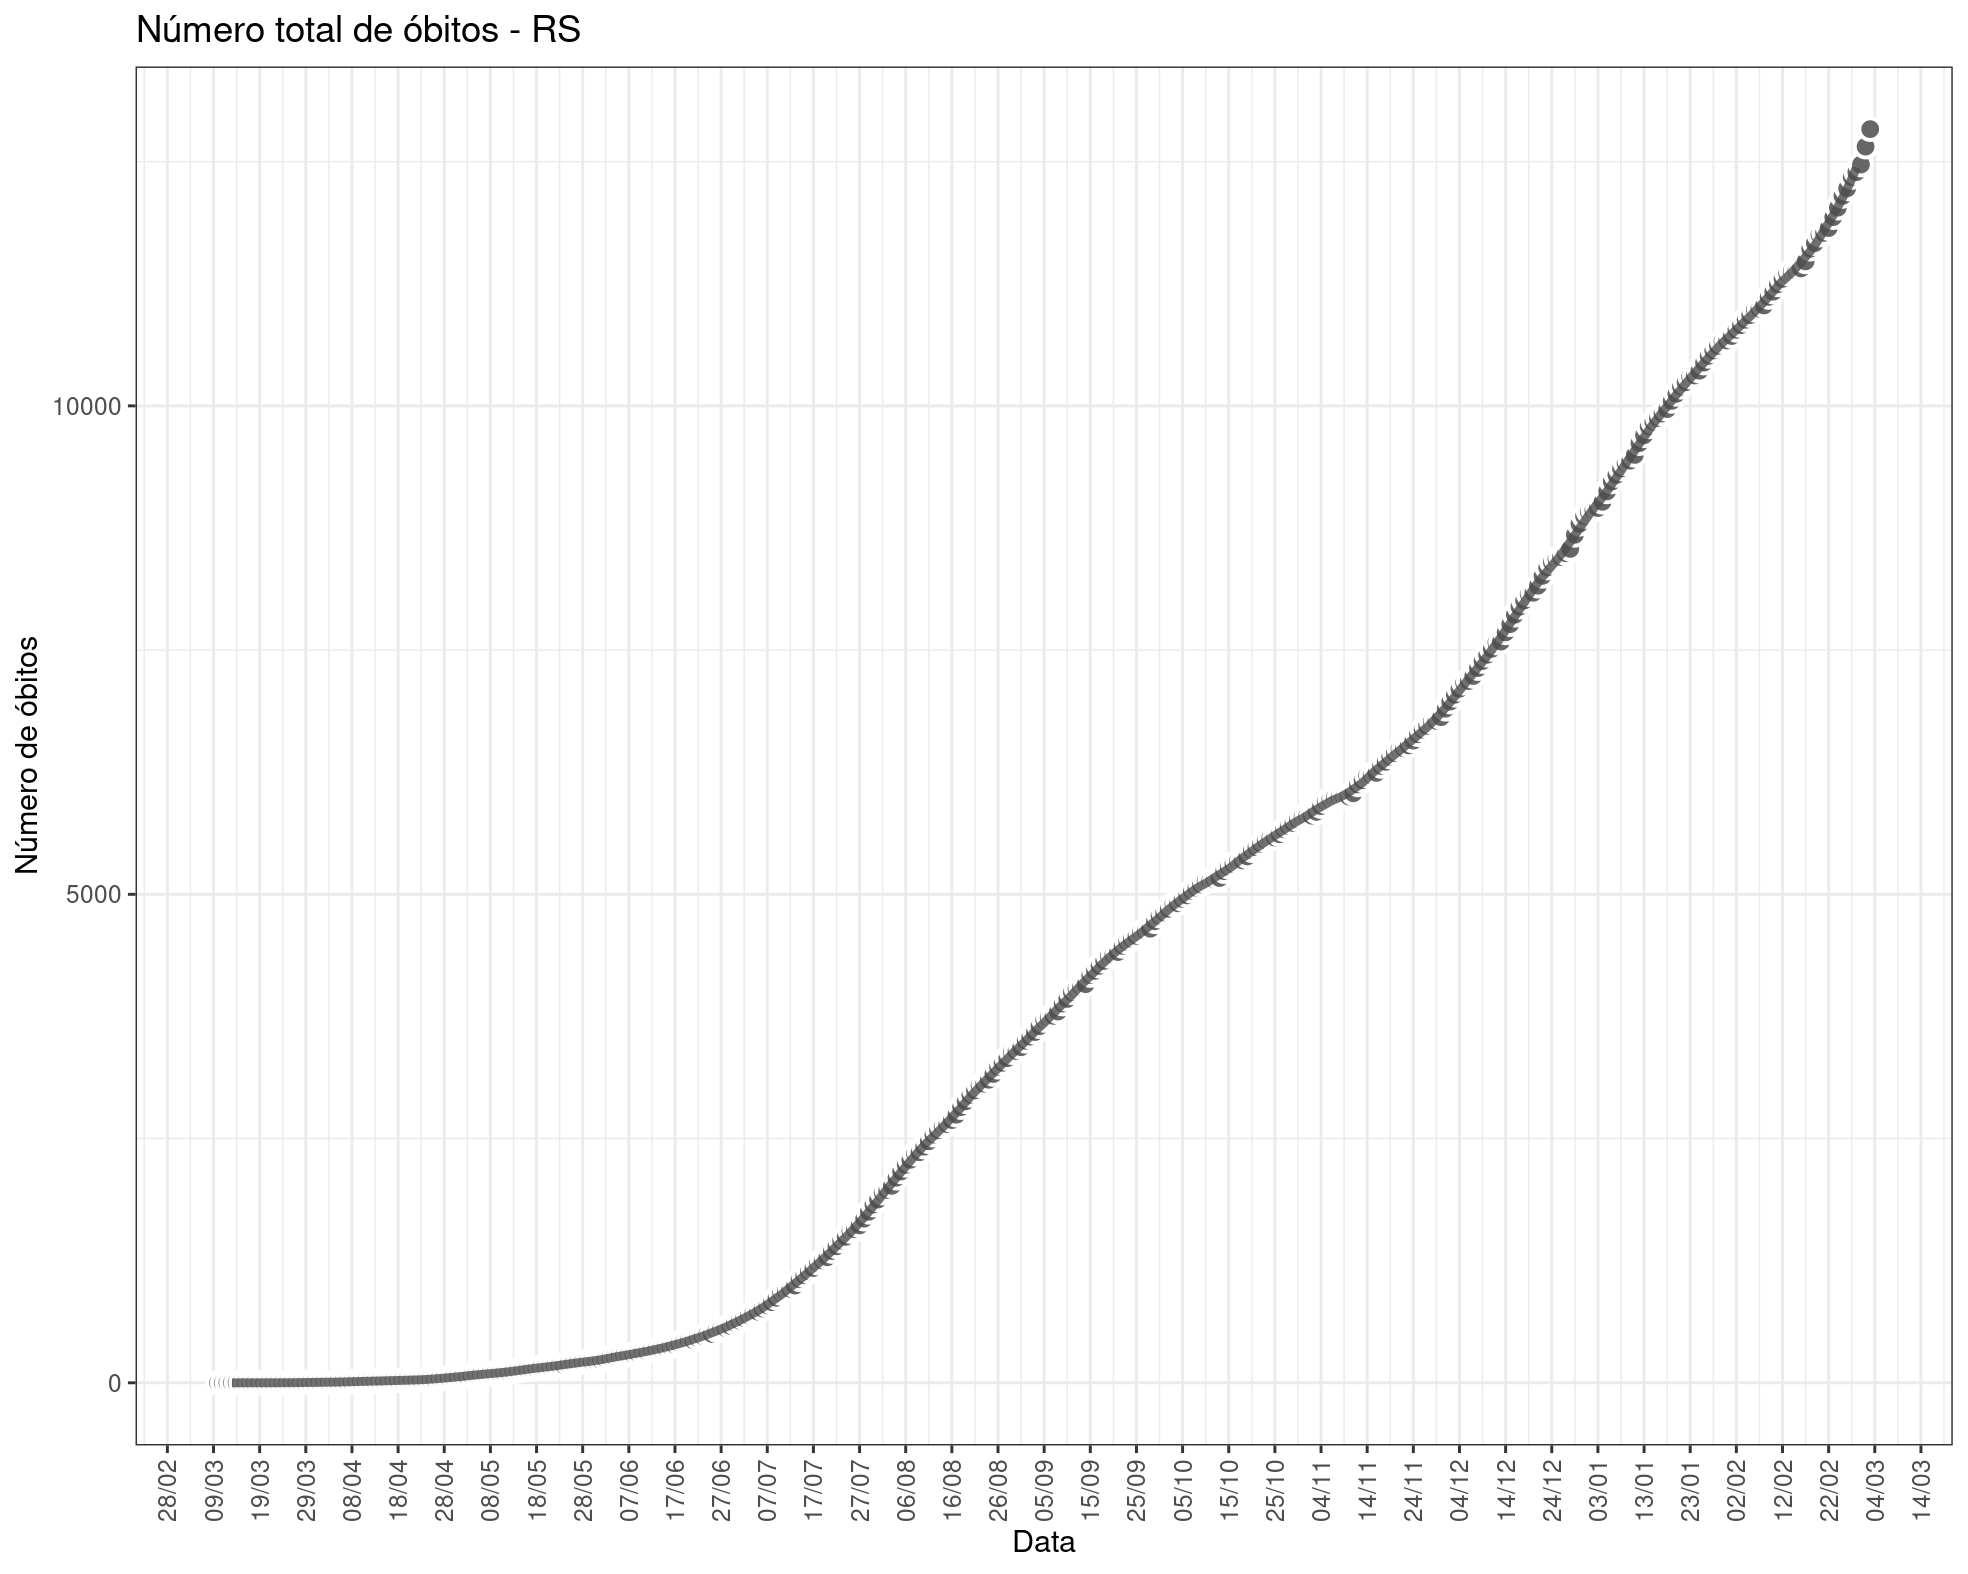 Número total de óbitos - RS
Número de óbitos
10000
5000
0
28/02 09/03 19/03 29/03 08/04 18/04 28/04 08/05 18/05 28/05 07/06 17/06 27/06 07/07 17/07 27/07 06/08 16/08 26/08 05/09 15/09 25/09 05/10 15/10 25/10 04/11 14/11 24/11 04/12 14/12 24/12 03/01 13/01 23/01 02/02 12/02 22/02 04/03 14/03
Data